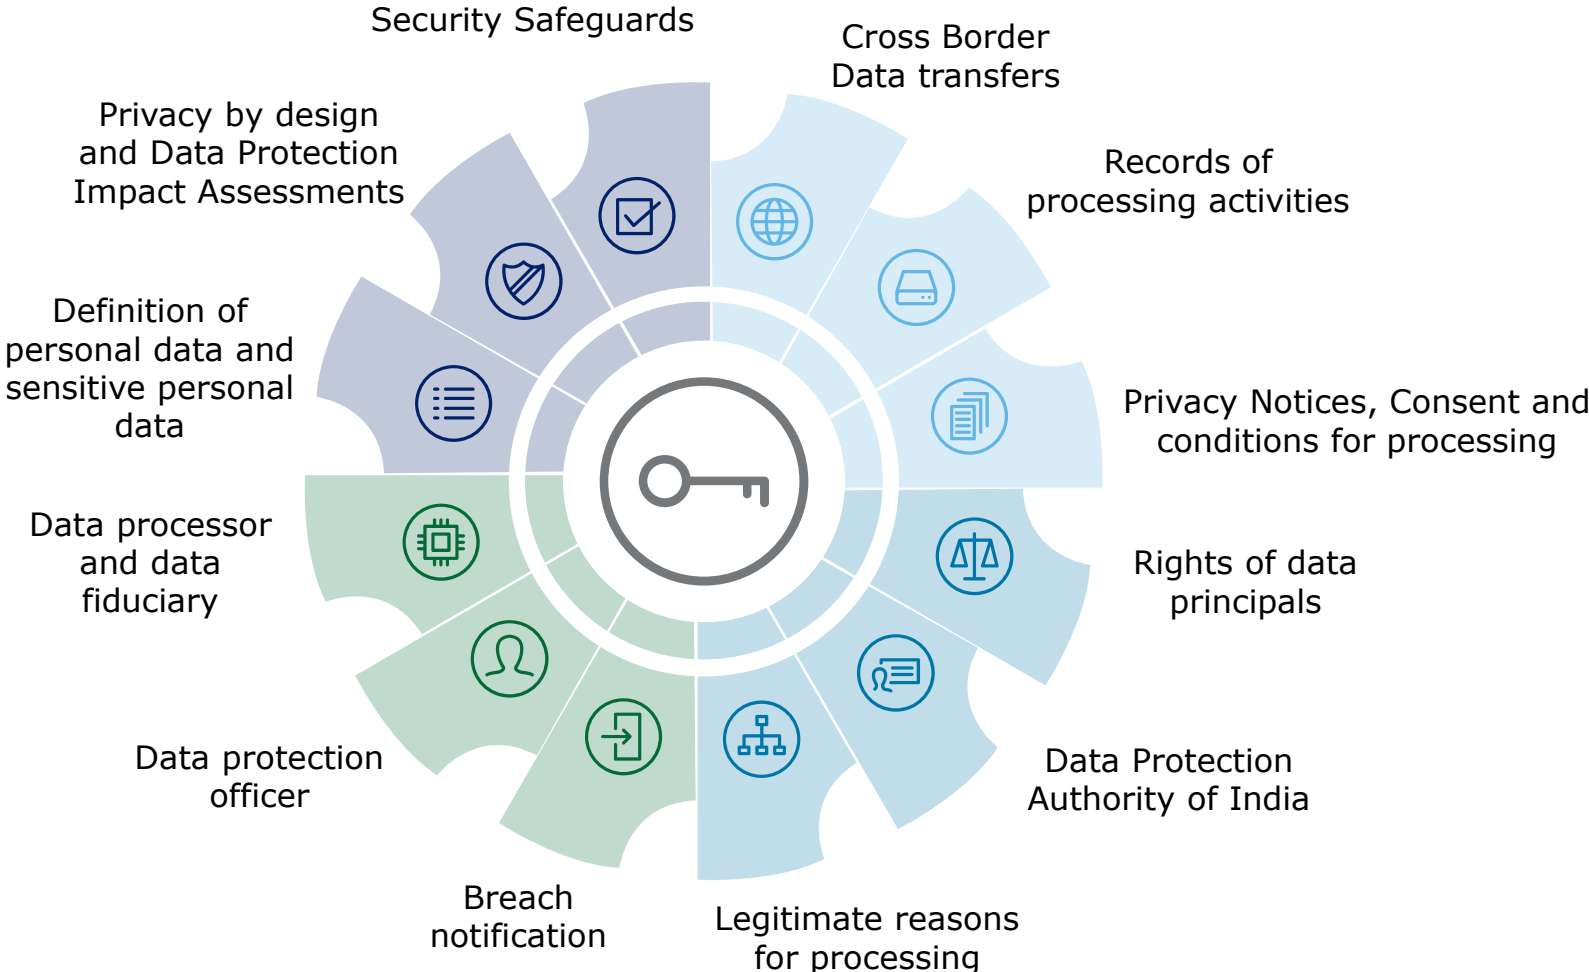 Security Safeguards
Cross Border
Data transfers
Privacy by design
and Data Protection
Impact Assessments
Records of
processing activities
Definition of
personal data and
sensitive personal
data
Privacy Notices, Consent and
conditions for processing
Data processor
and data
fiduciary
Rights of data
principals
Data protection
officer
Data Protection
Authority of India
Breach
notification
Legitimate reasons
for processing